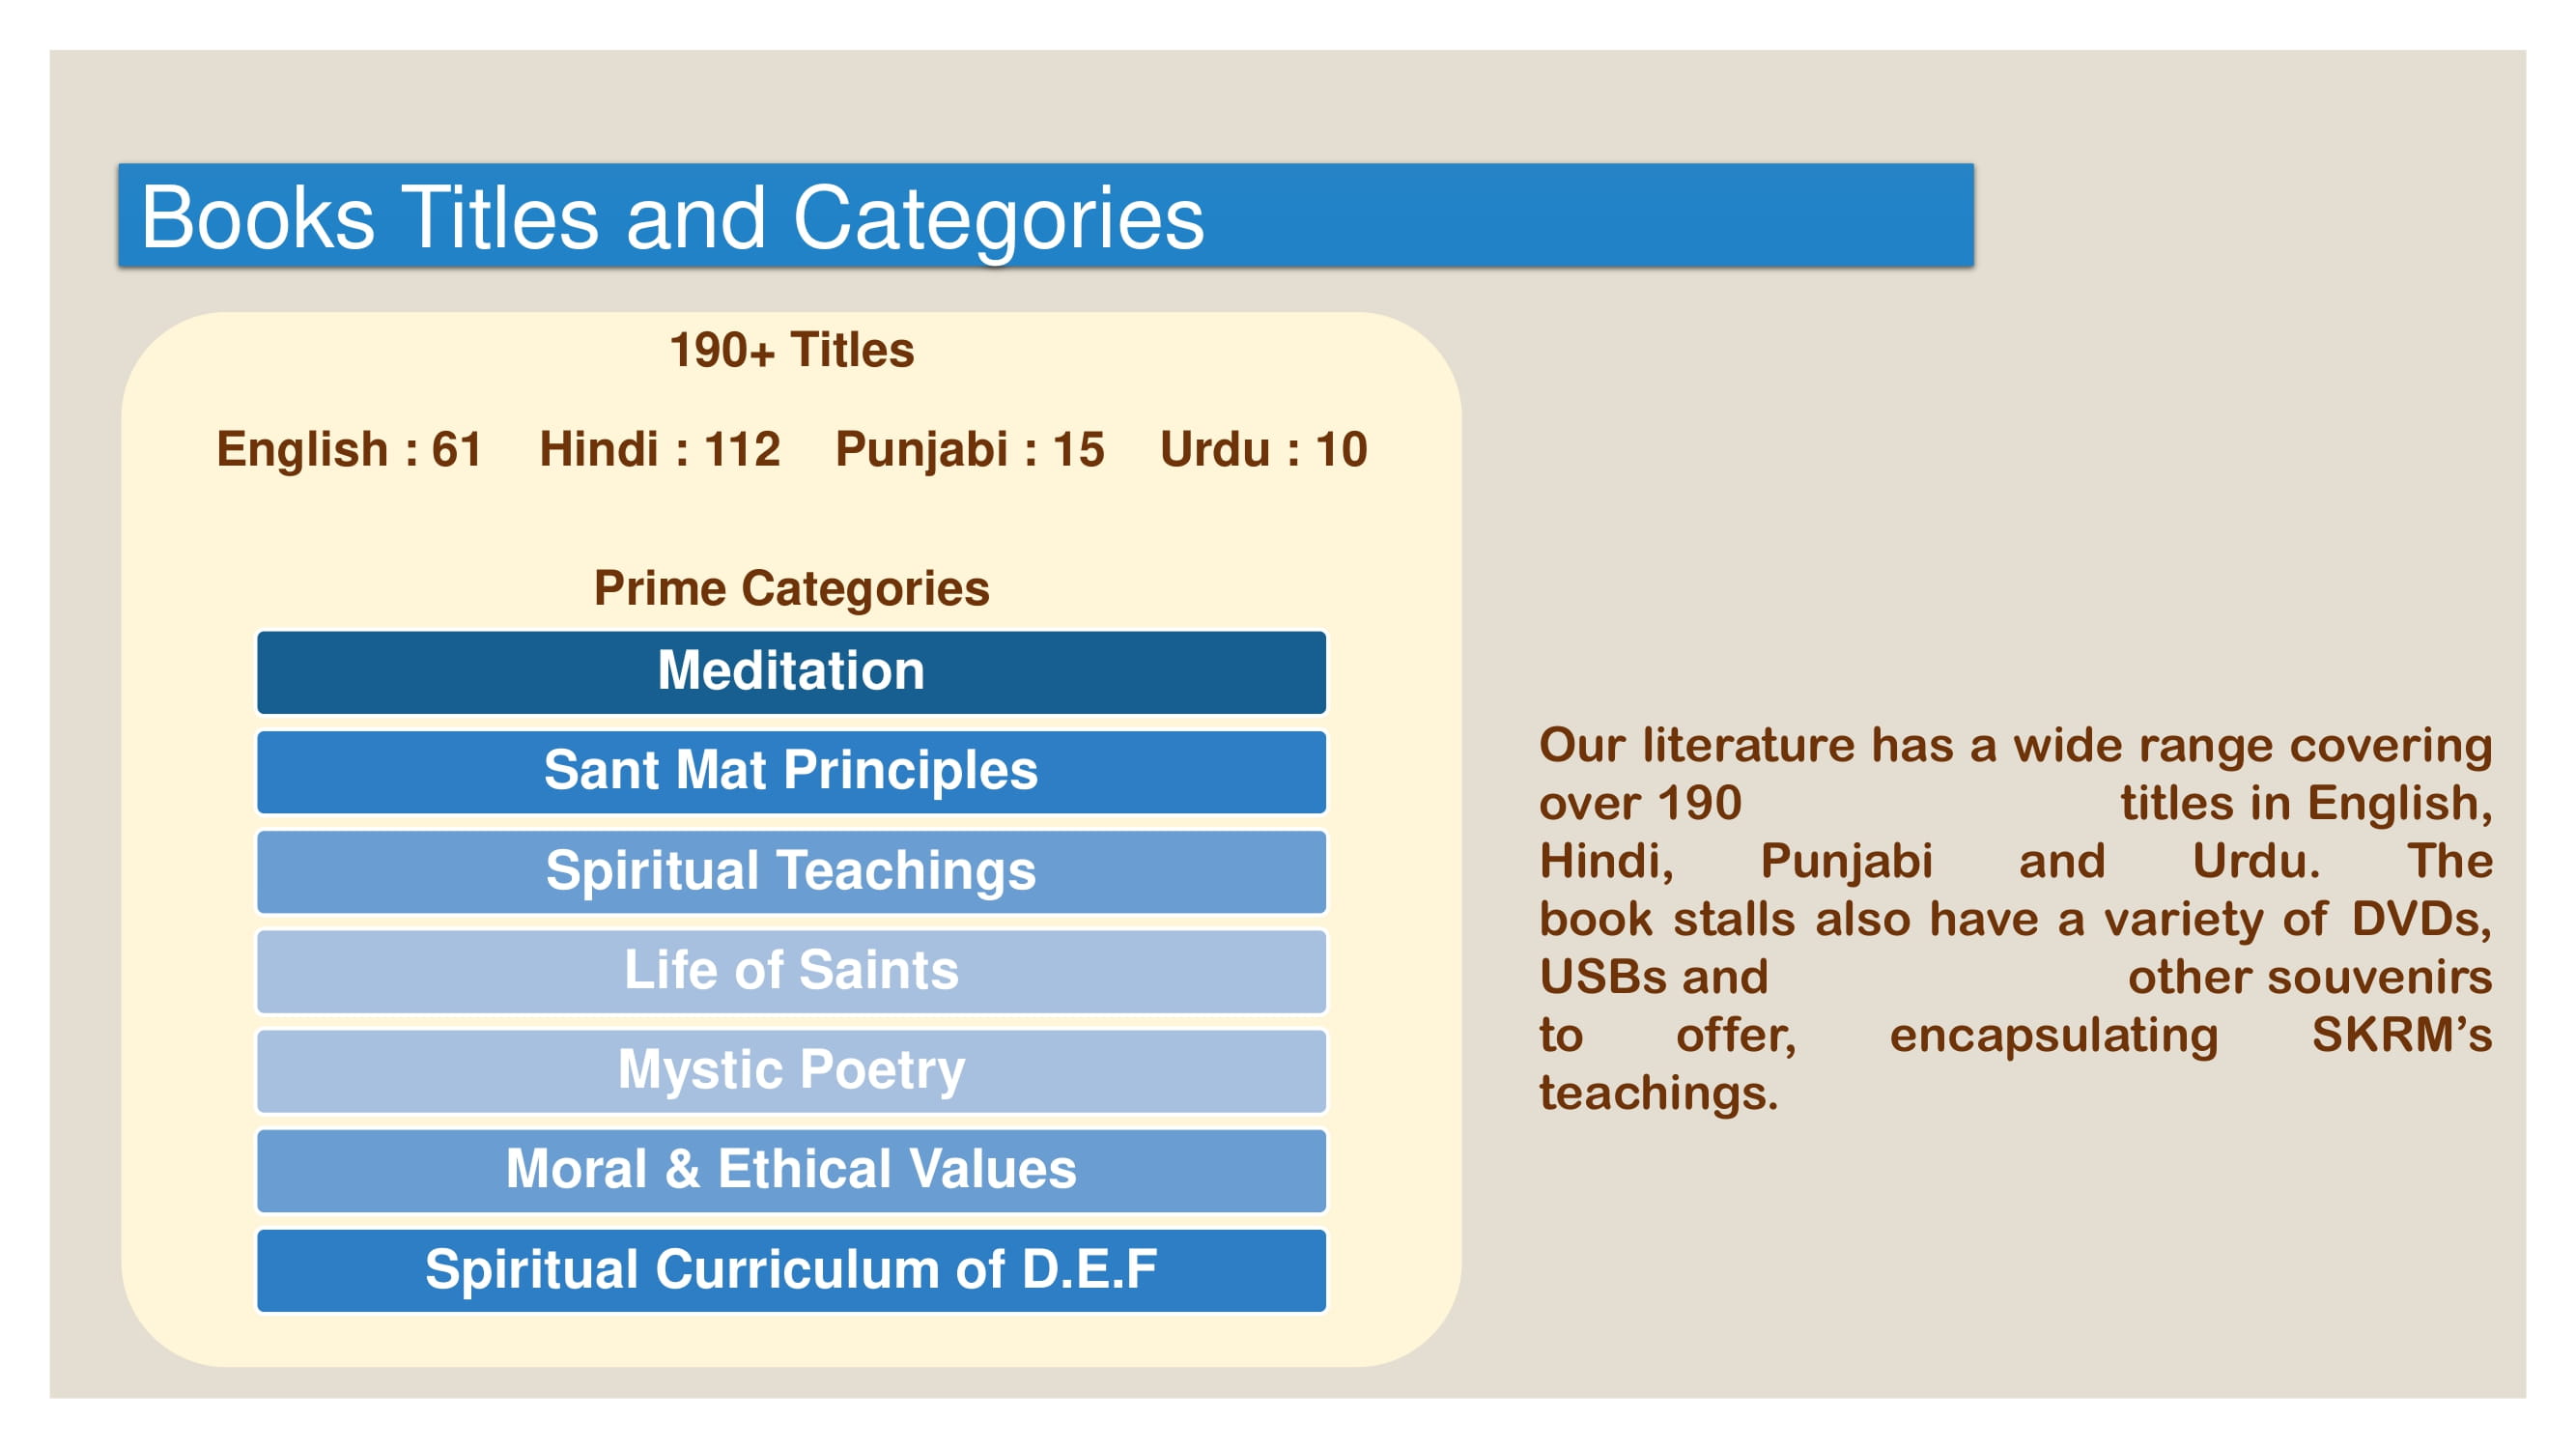 Books Titles and Categories
190+ Titles
English : 61 Hindi : 112 Punjabi : 15 Urdu : 10
Prime Categories
Meditation
Sant Mat Principles
Spiritual Teachings
Life of Saints
Mystic Poetry
Moral & Ethical Values
Spiritual Curriculum of D.E.F
Our literature has a wide range covering
over 190 titles in English,
Hindi, Punjabi and Urdu. The
book stalls also have a variety of DVDs,
USBs and other souvenirs
to offer, encapsulating SKRM’s
teachings.